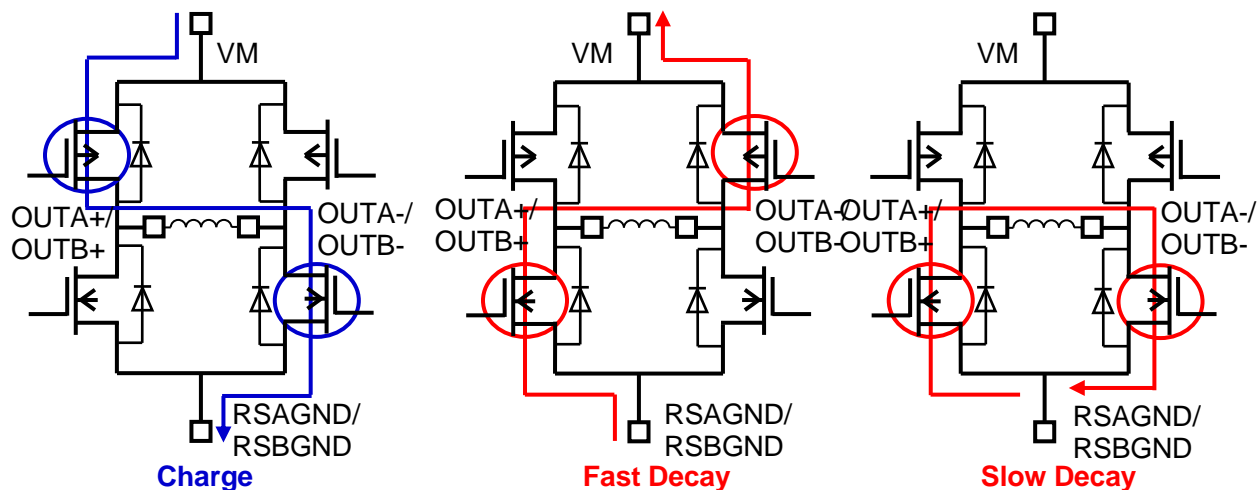 VM
OUTA+/
OUTB+
OUTA-/
OUTB-
RSAGND/
RSBGND
Charge
VM
OUTA+/
OUTB+
OUTA-/
OUTB-
RSAGND/
RSBGND
Fast Decay
VM
OUTA+/
OUTB+
OUTA-/
OUTB-
RSAGND/
RSBGND
Slow Decay